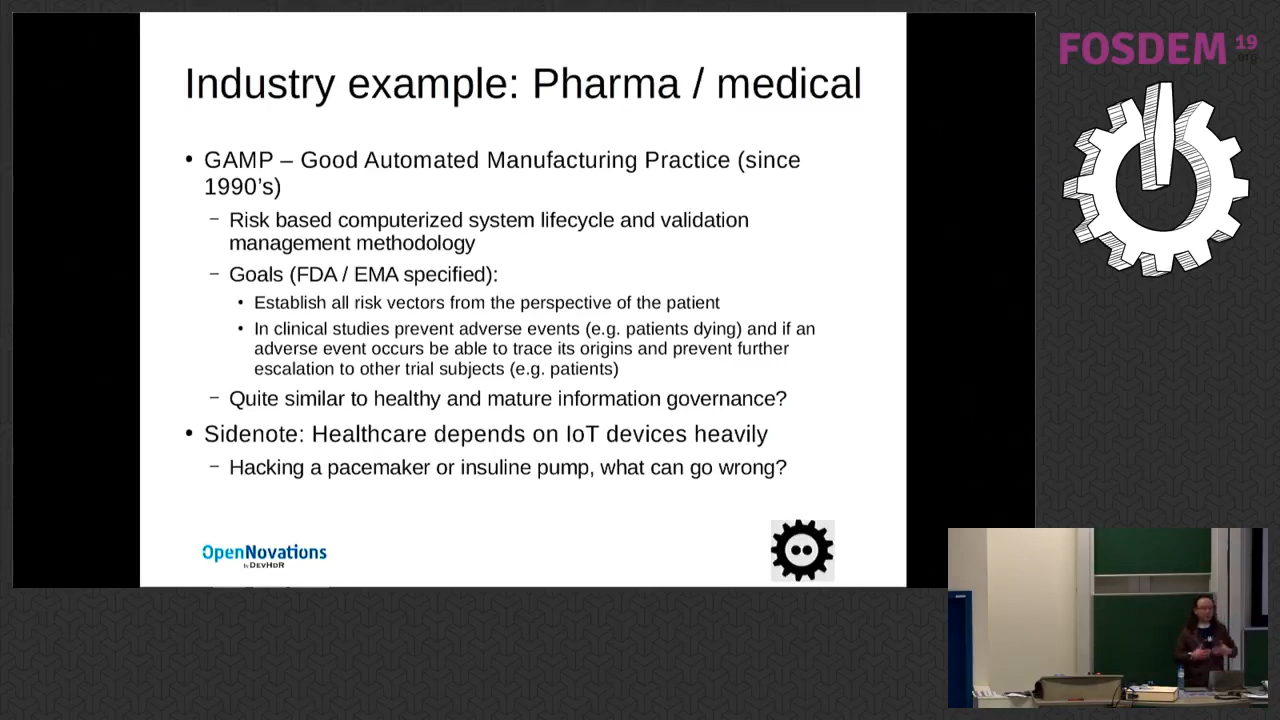 Industry example: Pharma / medical
• GAMP – Good Automated Manufacturing Practice (since
1990's)
– Risk based computerized system lifecycle and validation
management methodology
– Goals (FDA / EMA specified):
• Establish all risk vectors from the perspective of the patient
• In clinical studies prevent adverse events (e.g. patients dying) and if an
adverse event occurs be able to trace its origins and prevent further
escalation to other trial subjects (e.g. patients)
– Quite similar to healthy and mature information governance?
• Sidenote: Healthcare depends on IoT devices heavily
– Hacking a pacemaker or insuline pump, what can go wrong?
OpenNovations
by DEVHDR
FOSDEM 19
.org